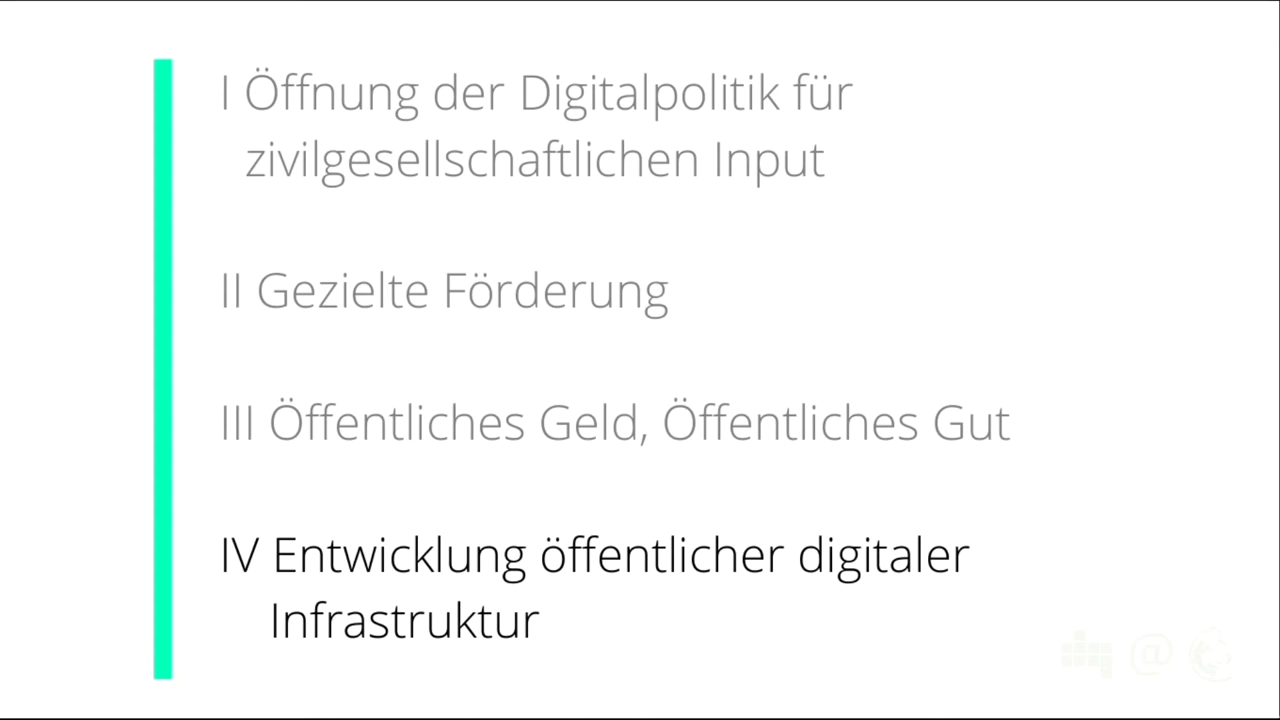 I Öffnung der Digitalpolitik für
zivilgesellschaftlichen Input
II Gezielte Förderung
III Öffentliches Geld, Öffentliches Gut
IV Entwicklung öffentlicher digitaler
Infrastruktur